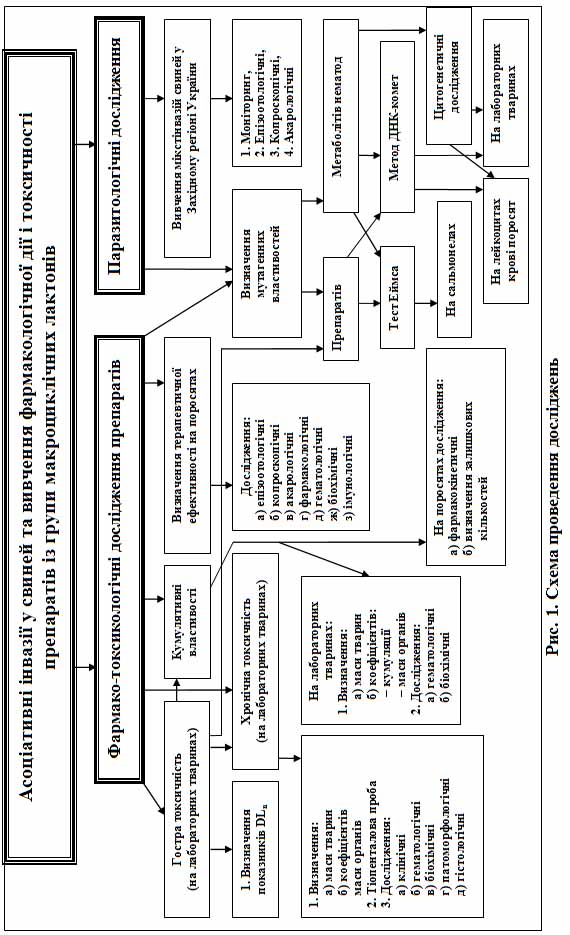 Асоціативні інвазії у свиней та вивчення фармакологічної дії і токсичності
препаратів із групи макроциклічних лактонів
Фармако-токсикологічні дослідження препаратів
Паразитологічні дослідження
Гостра токсичність
(на лабораторних тваринах)
Кумулятивні
властивості
Визначення терапевтичної
ефективності на поросятах
Вивчення мікстінвазій свиней у
Західному регіоні України
1. Визначення
показників DLn
Хронічна токсичність
(на лабораторних тваринах)
Дослідження:
а) епізоотологічні
б) копроскопічні
в) акарологічні
г) фармакологічні
д) гематологічні
ж) біохімічні
з) імунологічні
Визначення
мутагенних
властивостей
1. Моніторинг,
2. Епізоотологічні,
3. Копроскопічні,
4. Акарологічні
1. Визначення:
а) маси тварин
б) коефіцієнтів
маси органів
2. Тіопенталова проба
3. Дослідження:
а) клінічні
б) гематологічні
в) біохімічні
г) патоморфологічні
д) гістологічні
На лабораторних
тваринах:
1. Визначення:
а) маси тварин
б) коефіцієнтів:
– кумуляції
– маси органів
2. Дослідження:
а) гематологічні
б) біохімічні
На поросятах дослідження:
а) фармакокінетичні
б) визначення залишкових
кількостей
Препаратів
Метаболітів нематод
Тест Еймса
Метод ДНК-комет
На сальмонелах
Цитогенетичні
дослідження
На лейкоцитах
крові поросят
На лабораторних
тваринах
Рис. 1. Схема проведення досліджень